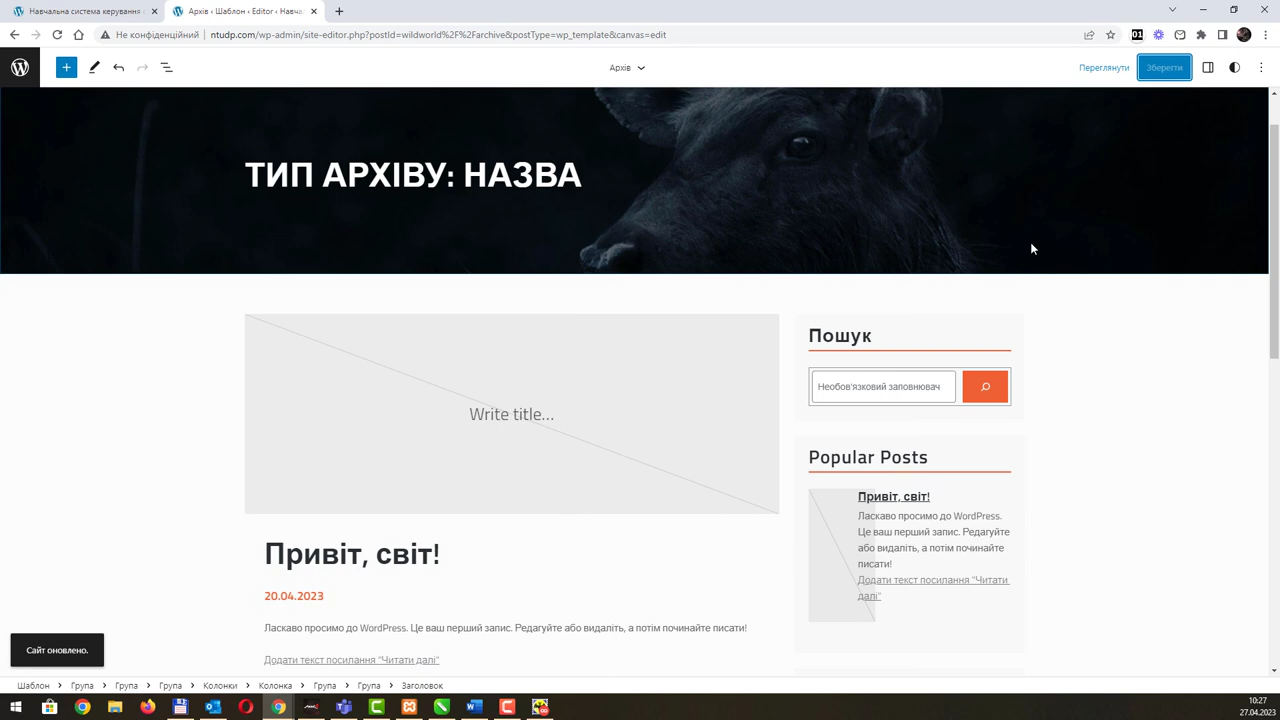 Навчальна система керування
Архів ‹ Шаблон ‹ Editor ‹ Навча
Не конфіденційний
ntudp.com/wp-admin/site-editor.php?postId=wildworld%2F%2Farchive&postType=wp_template&canvas=edit
01
Архів
Переглянути
Зберегти
ТИП АРХІВУ: НАЗВА
Write title...
Пошук
Необов'язковий заповнювач
Popular Posts
Привіт, світ!
Ласкаво просимо до WordPress.
Це ваш перший запис. Редагуйте
або видаліть, а потім починайте
писати!
Додати текст посилання "Читати
далі"
Привіт, світ!
20.04.2023
Ласкаво просимо до WordPress. Це ваш перший запис. Редагуйте або видаліть, а потім починайте писати!
Додати текст посилання "Читати далі"
Сайт оновлено.
Шаблон > Група > Група > Група > Колонки > Колонка > Група > Група > Заголовок
10:27
27.04.2023